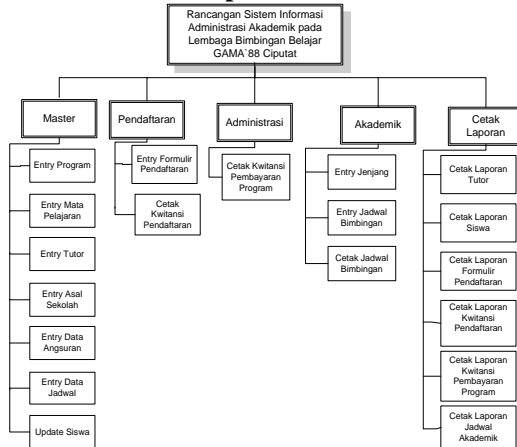 Rancangan Sistem Informasi
Administrasi Akademik pada
Lembaga Bimbingan Belajar
GAMA`88 Ciputat
Master
Entry Program
Entry Mata
Pelajaran
Entry Tutor
Entry Asal
Sekolah
Entry Data
Angsuran
Entry Data
Jadwal
Update Siswa
Pendaftaran
Entry Formulir
Pendaftaran
Cetak
Kwitansi
Pendaftaran
Administrasi
Cetak Kwitansi
Pembayaran
Program
Akademik
Entry Jenjang
Entry Jadwal
Bimbingan
Cetak Jadwal
Bimbingan
Cetak
Laporan
Cetak Laporan
Tutor
Cetak Laporan
Siswa
Cetak Laporan
Formulir
Pendaftaran
Cetak Laporan
Kwitansi
Pendaftaran
Cetak Laporan
Kwitansi
Pembayaran
Program
Cetak Laporan
Jadwal
Akademik